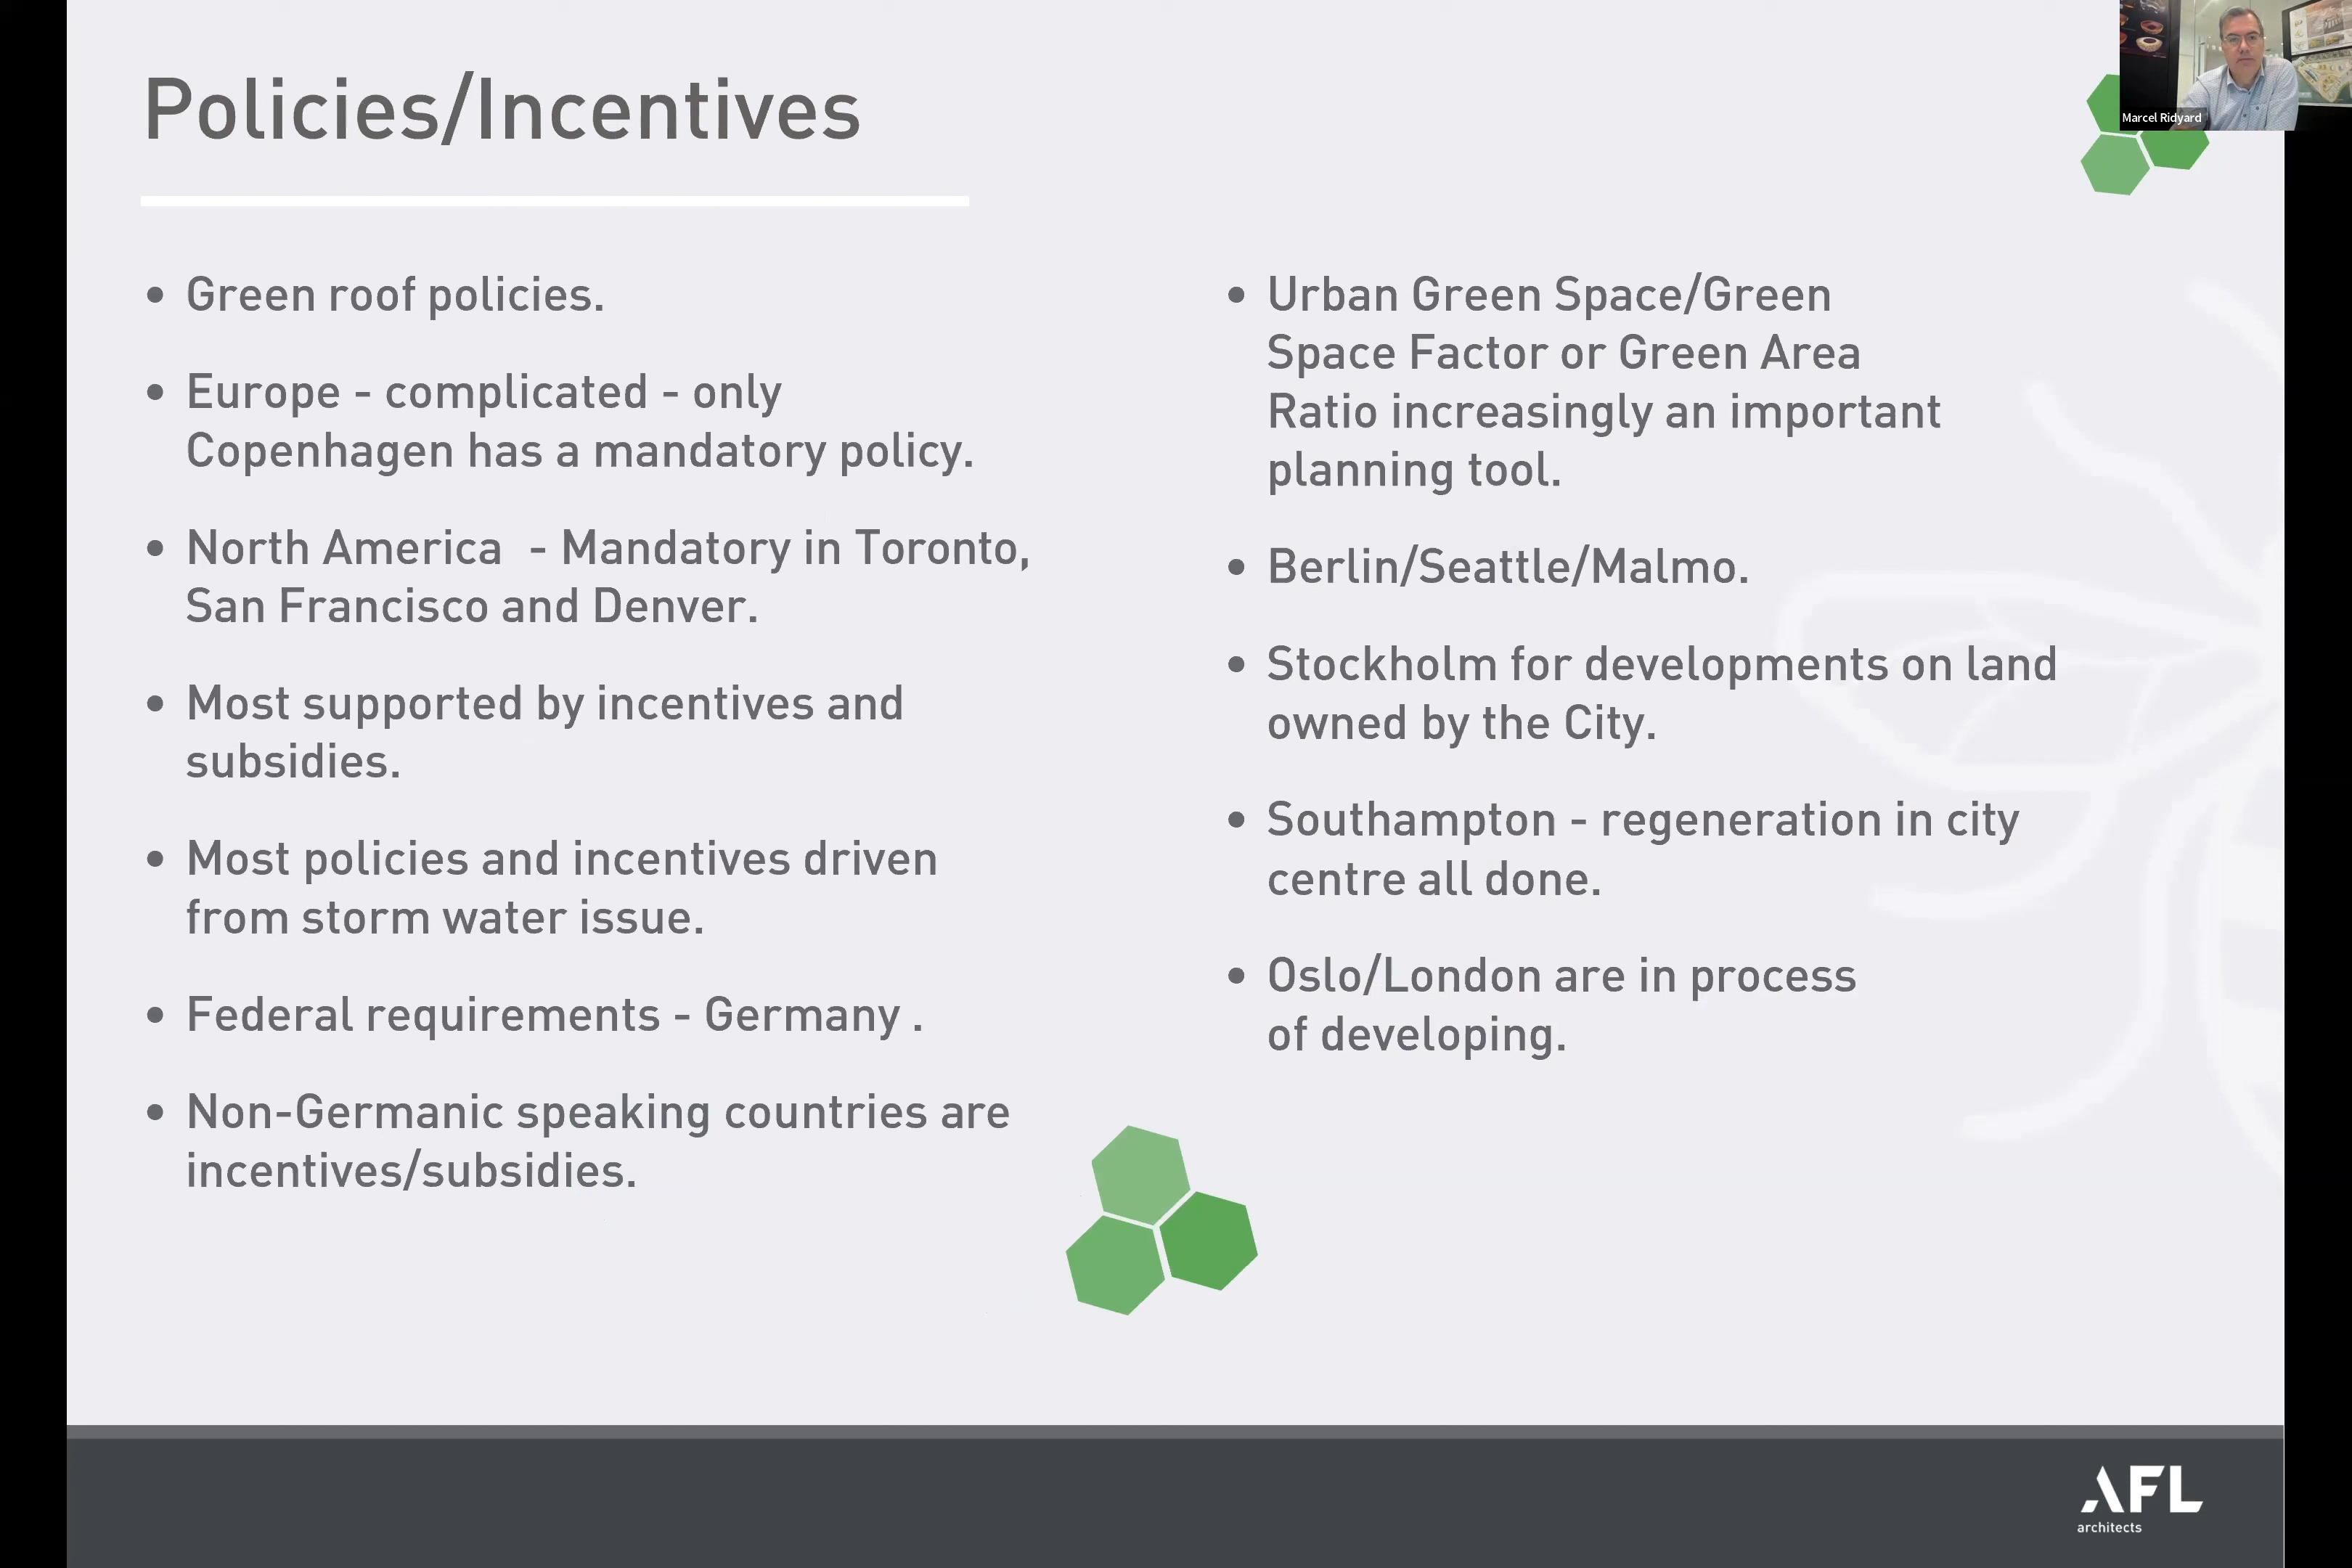 Policies/Incentives
Marcel Ridyard
• Green roof policies.
• Europe - complicated - only
Copenhagen has a mandatory policy.
• North America  - Mandatory in Toronto,
San Francisco and Denver.
• Most supported by incentives and
subsidies.
• Most policies and incentives driven
from storm water issue.
• Federal requirements - Germany .
• Non-Germanic speaking countries are
incentives/subsidies.
• Urban Green Space/Green
Space Factor or Green Area
Ratio increasingly an important
planning tool.
• Berlin/Seattle/Malmo.
• Stockholm for developments on land
owned by the City.
• Southampton - regeneration in city
centre all done.
• Oslo/London are in process
of developing.
AFL
architects